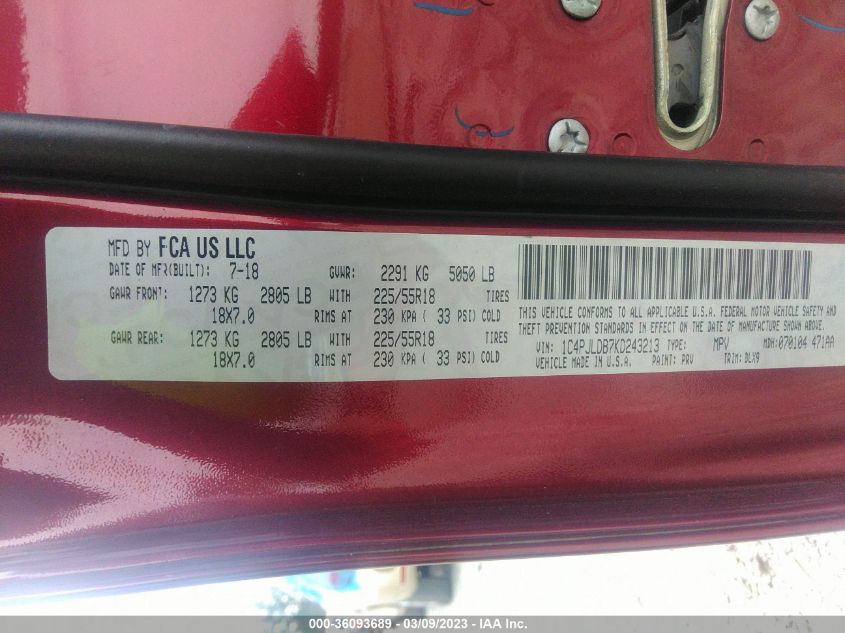 MFD BY FCA US LLC
DATE OF MFR(BUILT): 7-18 GVWR: 2291 KG 5050 LB
GAWR FRONT: 1273 KG 2805 LB WITH 225/55R18 TIRES
18X7.0 RIMS AT 230 KPA ( 33 PSI) COLD
GAWR REAR: 1273 KG 2805 LB WITH 225/55R18 TIRES
18X7.0 RIMS AT 230 KPA ( 33 PSI) COLD
THIS VEHICLE CONFORMS TO ALL APPLICABLE U.S.A. FEDERAL MOTOR VEHICLE SAFETY AND
THEFT PREVENTION STANDARDS IN EFFECT ON THE DATE OF MANUFACTURE SHOWN ABOVE.
VIN: 1C4PJLDB7KD243213 TYPE: MPV MDH:070104 471AA
VEHICLE MADE IN U.S.A. PAINT: PRV TRIM: DLX9
000-36093689 - 03/09/2023 - IAA Inc.